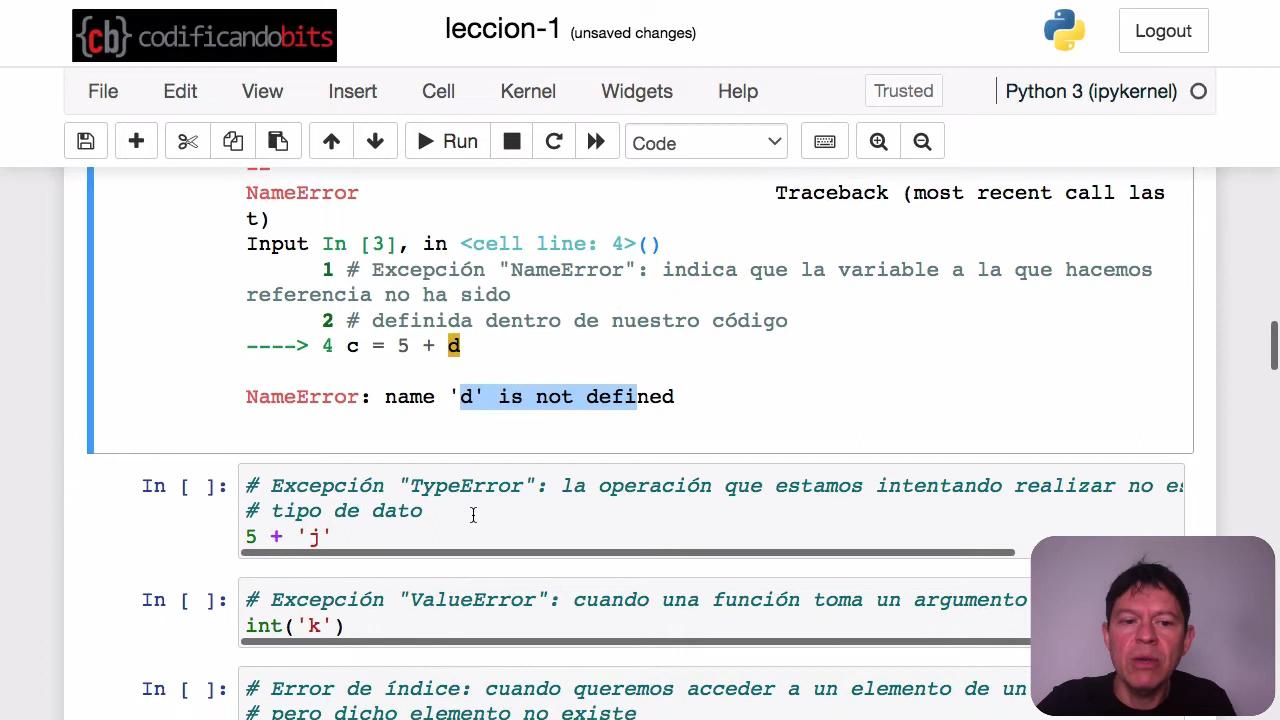 {cb} codificandobits
leccion-1 (unsaved changes)
Logout
File Edit View Insert Cell Kernel Widgets Help Trusted Python 3 (ipykernel)
Run Code
--
NameError Traceback (most recent call las
t)
Input In [3], in <cell line: 4>()
1 # Excepción "NameError": indica que la variable a la que hacemos
referencia no ha sido
2 # definida dentro de nuestro código
----> 4 c = 5 + d
NameError: name 'd' is not defined
In [ ]: # Excepción "TypeError": la operación que estamos intentando realizar no
# tipo de dato
5 + 'j'
In [ ]: # Excepción "ValueError": cuando una función toma un argumento
int('k')
In [ ]: # Error de índice: cuando queremos acceder a un elemento de un
# pero dicho elemento no existe